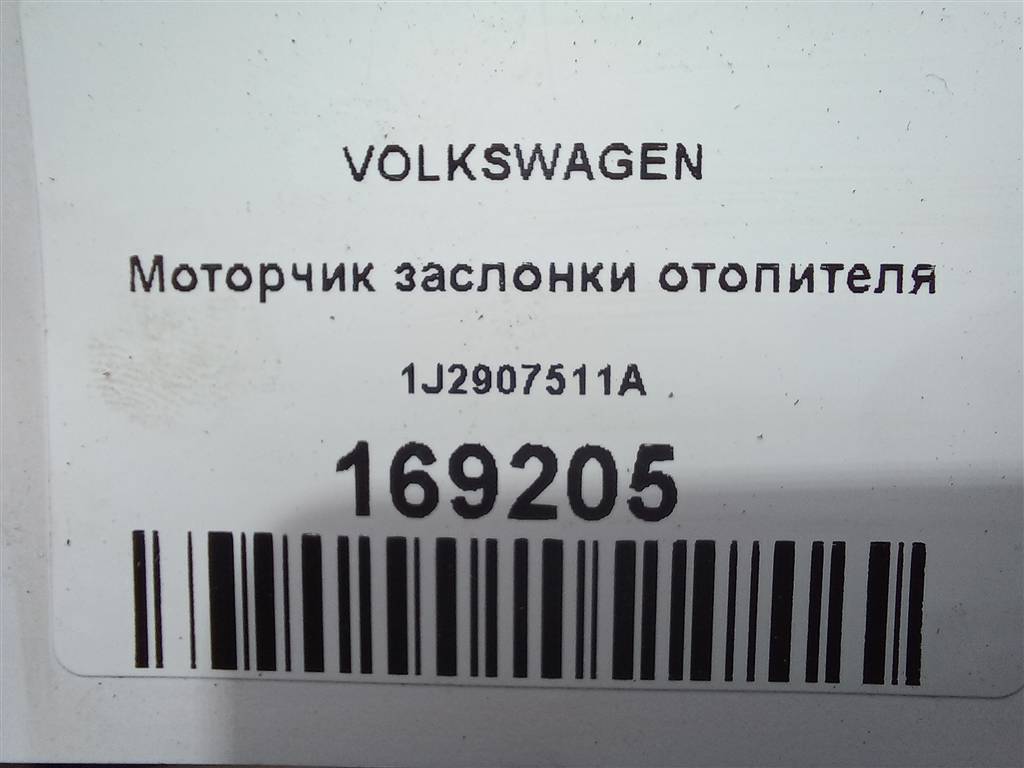 VOLKSWAGEN
Моторчик заслонки отопителя
1J2907511A
169205